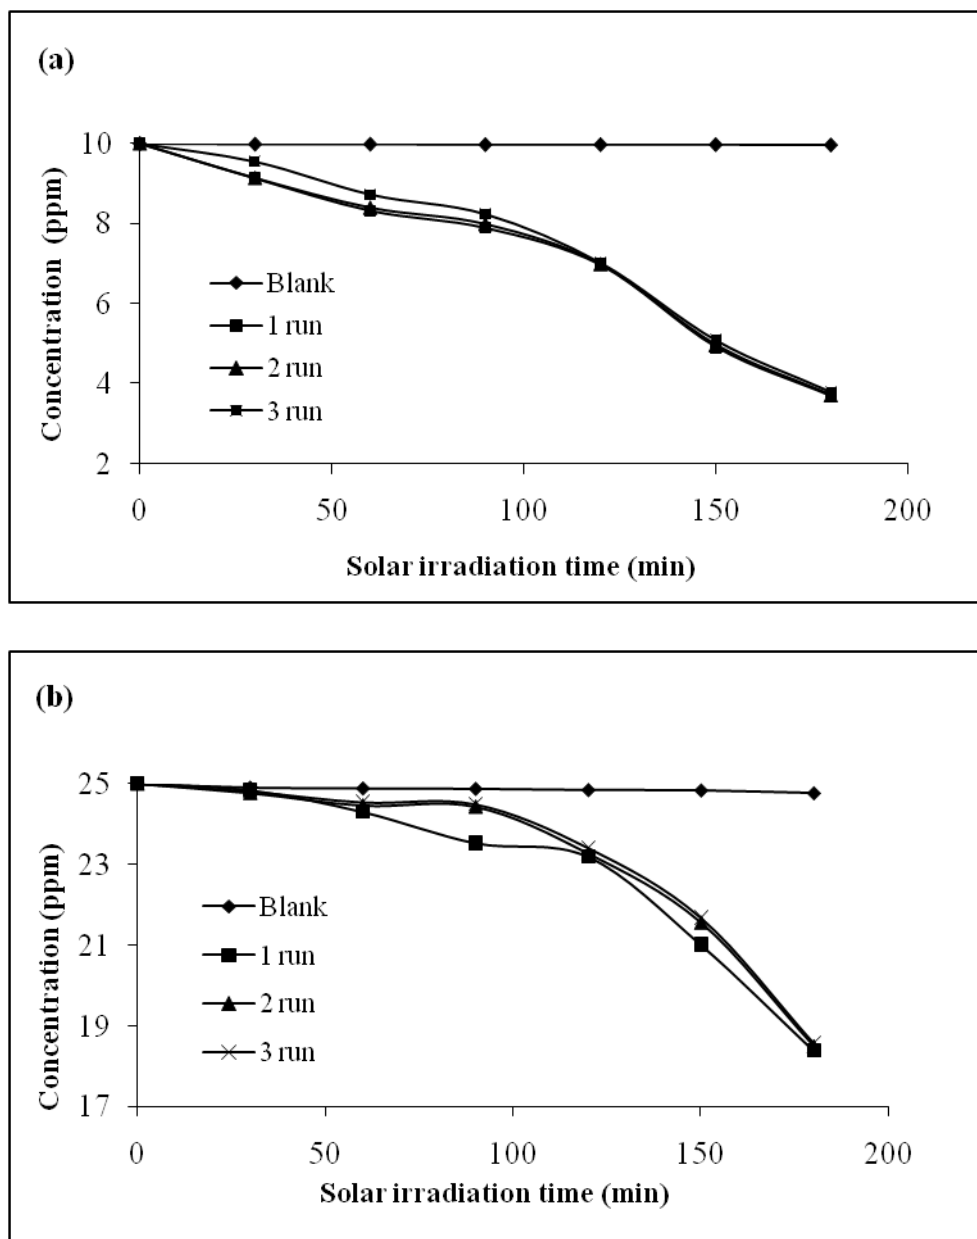 (a)
10
8
6
4
2
Concentration (ppm)
Blank
1 run
2 run
3 run
0 50 100 150 200
Solar irradiation time (min)
(b)
25
23
21
19
17
Concentration (ppm)
Blank
1 run
2 run
3 run
0 50 100 150 200
Solar irradiation time (min)